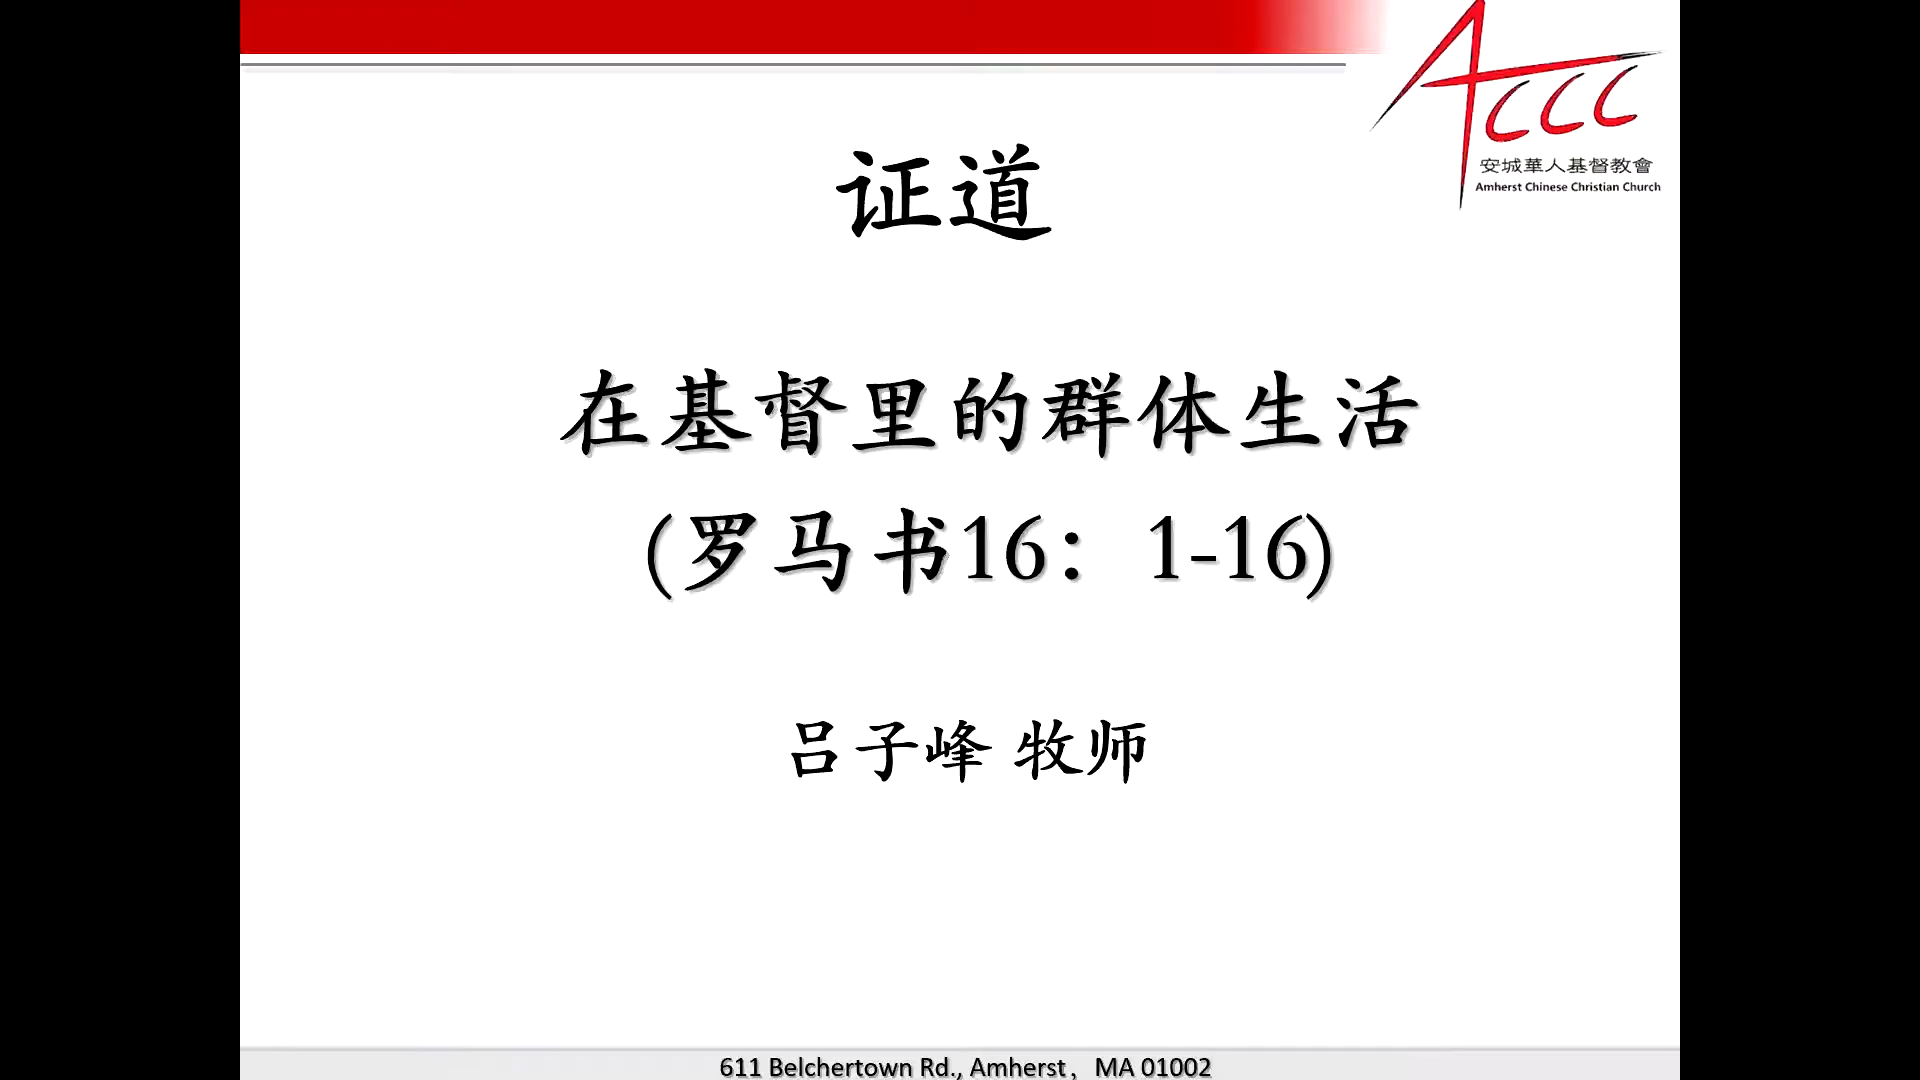 ACCC
安城華人基督教會
Amherst Chinese Christian Church
证道
在基督里的群体生活
(罗马书16：1-16)
吕子峰 牧师
611 Belchertown Rd., Amherst，MA 01002